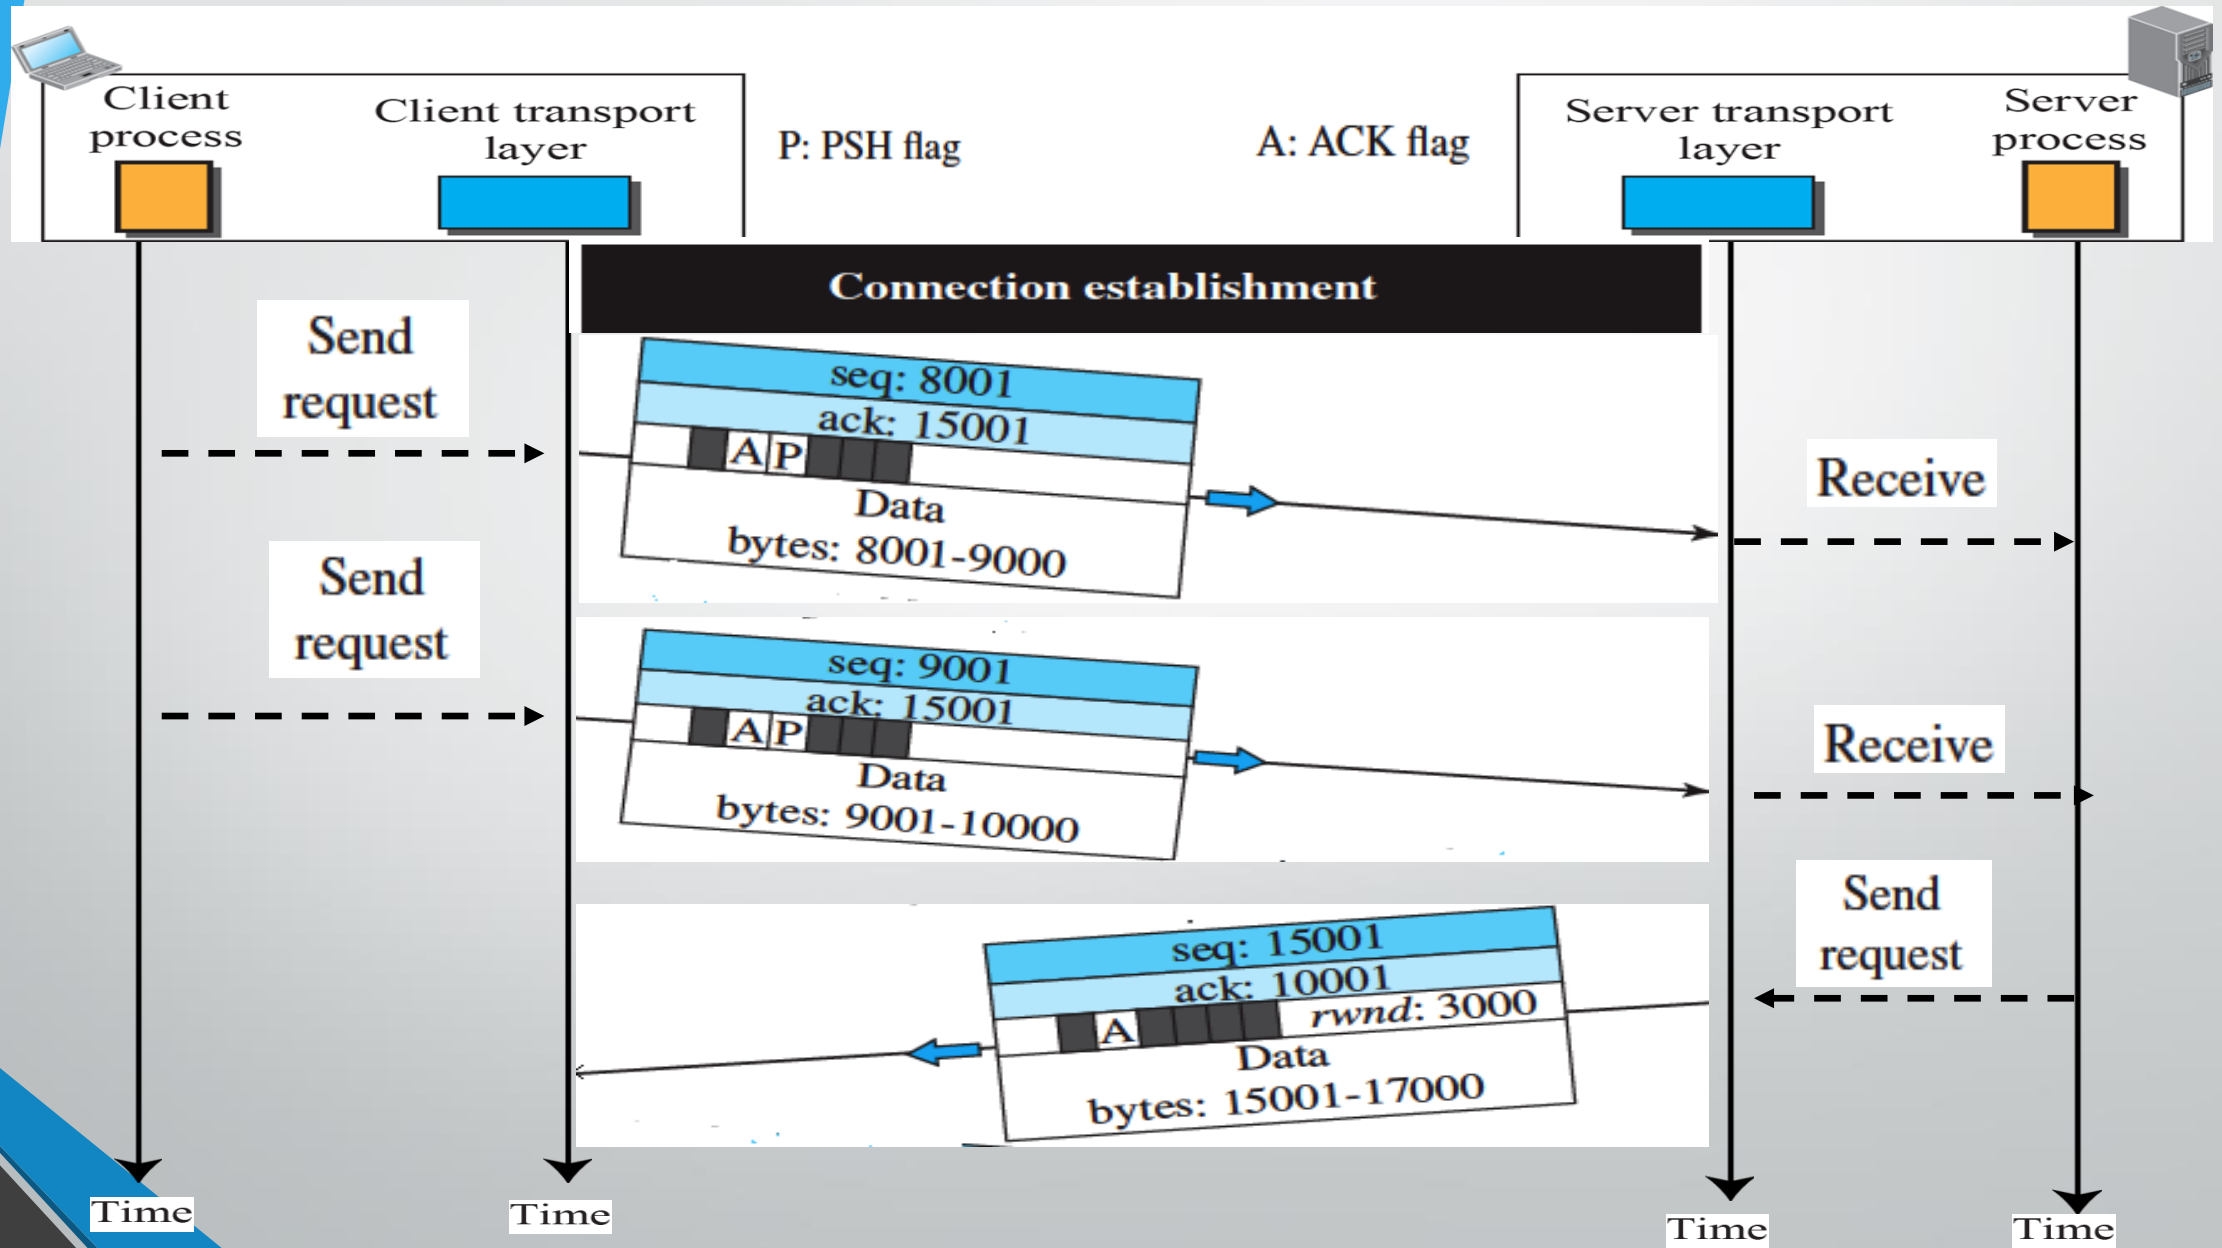 Client
process
Client transport
layer
P: PSH flag
A: ACK flag
Server transport
layer
Server
process
Connection establishment
Send
request
seq: 8001
ack: 15001
A P
Data
bytes: 8001-9000
Receive
Send
request
seq: 9001
ack: 15001
A P
Data
bytes: 9001-10000
Receive
Send
request
seq: 15001
ack: 10001
A
rwnd: 3000
Data
bytes: 15001-17000
Time
Time
Time
Time